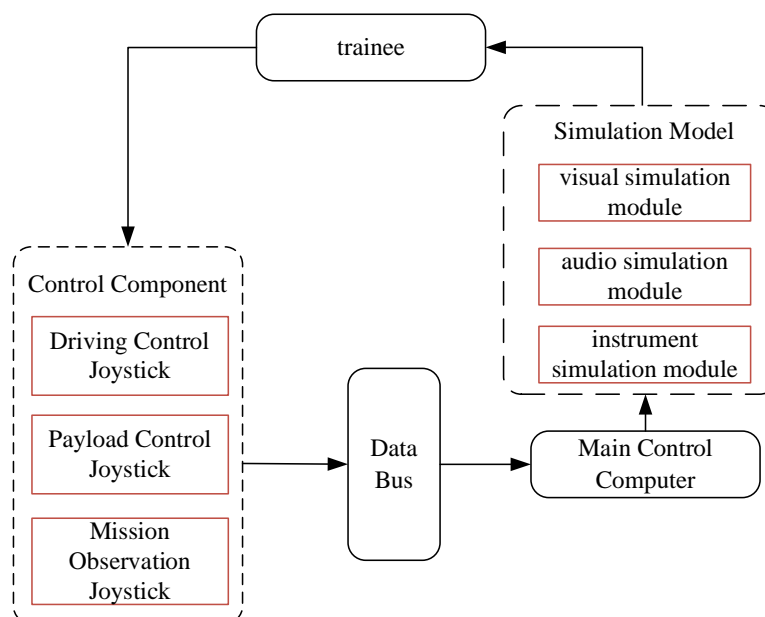 trainee
Simulation Model
visual simulation
module
audio simulation
module
instrument
simulation module
Control Component
Driving Control
Joystick
Payload Control
Joystick
Mission
Observation
Joystick
Data
Bus
Main Control
Computer